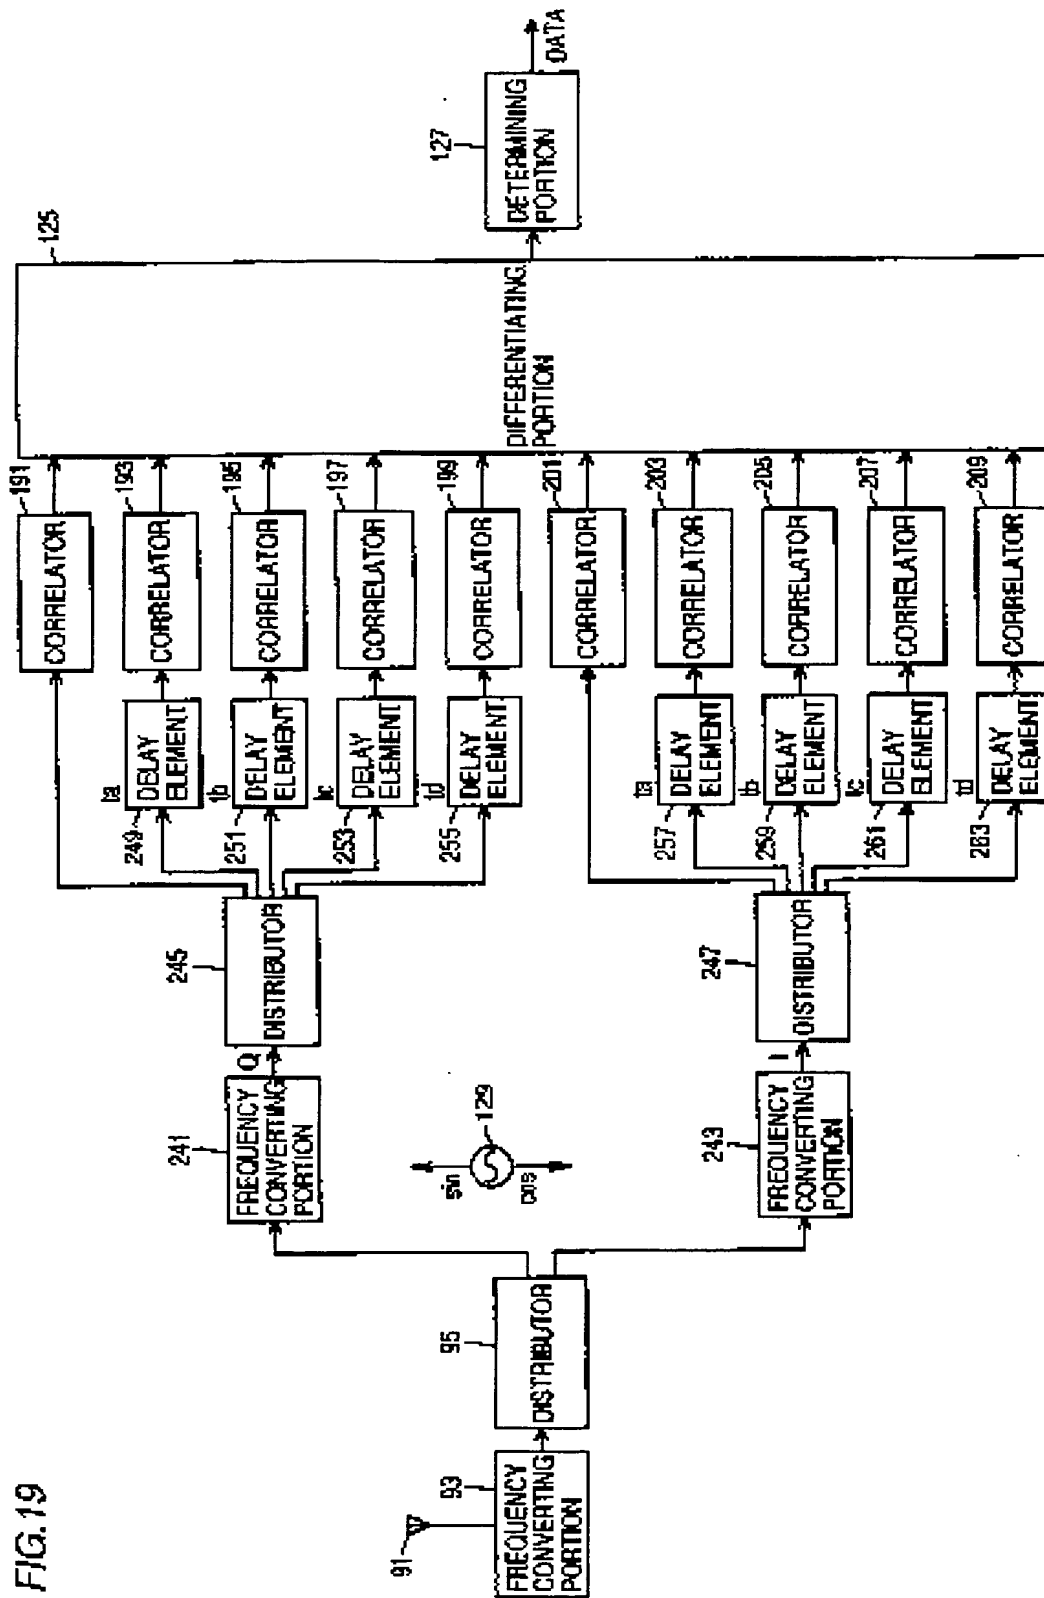 FIG.19
91
93
FREQUENCY
CONVERTING
PORTION
95
DISTRIBUTOR
241
FREQUENCY
CONVERTING
PORTION
Q
sin
129
cos
243
FREQUENCY
CONVERTING
PORTION
I
245
DISTRIBUTOR
247
DISTRIBUTOR
249
ta
DELAY
ELEMENT
251
tb
DELAY
ELEMENT
253
tc
DELAY
ELEMENT
255
td
DELAY
ELEMENT
257
ta
DELAY
ELEMENT
259
tb
DELAY
ELEMENT
261
tc
DELAY
ELEMENT
263
td
DELAY
ELEMENT
191
CORRELATOR
193
CORRELATOR
195
CORRELATOR
197
CORRELATOR
199
CORRELATOR
201
CORRELATOR
203
CORRELATOR
205
CORRELATOR
207
CORRELATOR
209
CORRELATOR
125
DIFFERENTIATING
PORTION
127
DETERMINING
PORTION
DATA